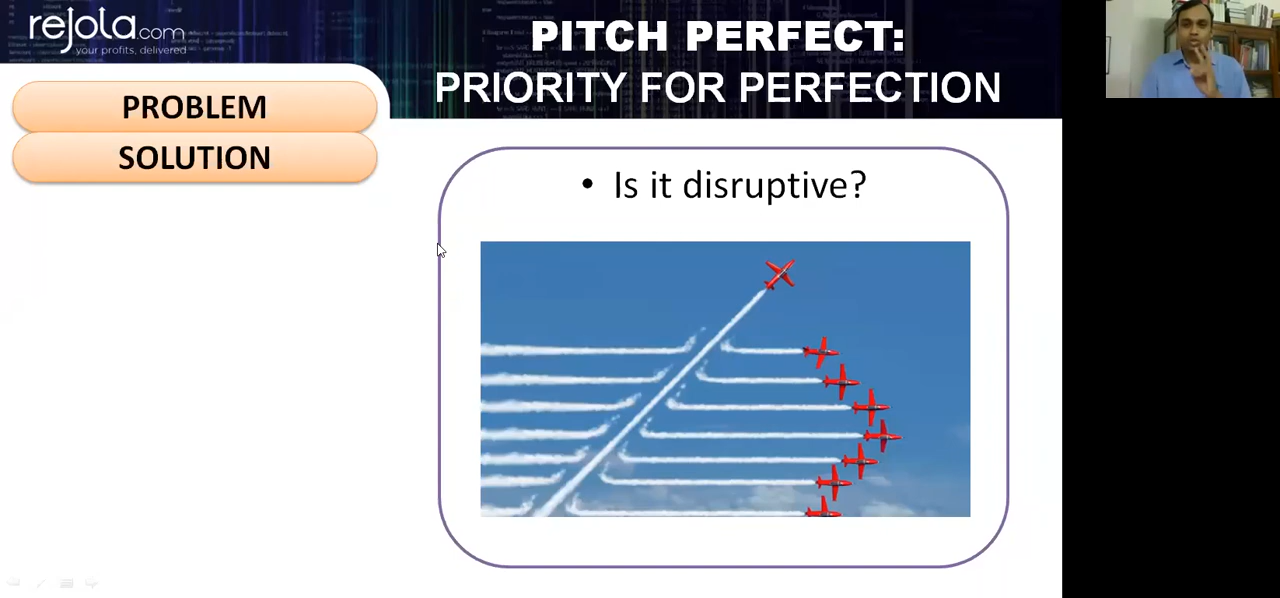 rejola.com
your profits, delivered
PITCH PERFECT:
PRIORITY FOR PERFECTION
PROBLEM
SOLUTION
• Is it disruptive?